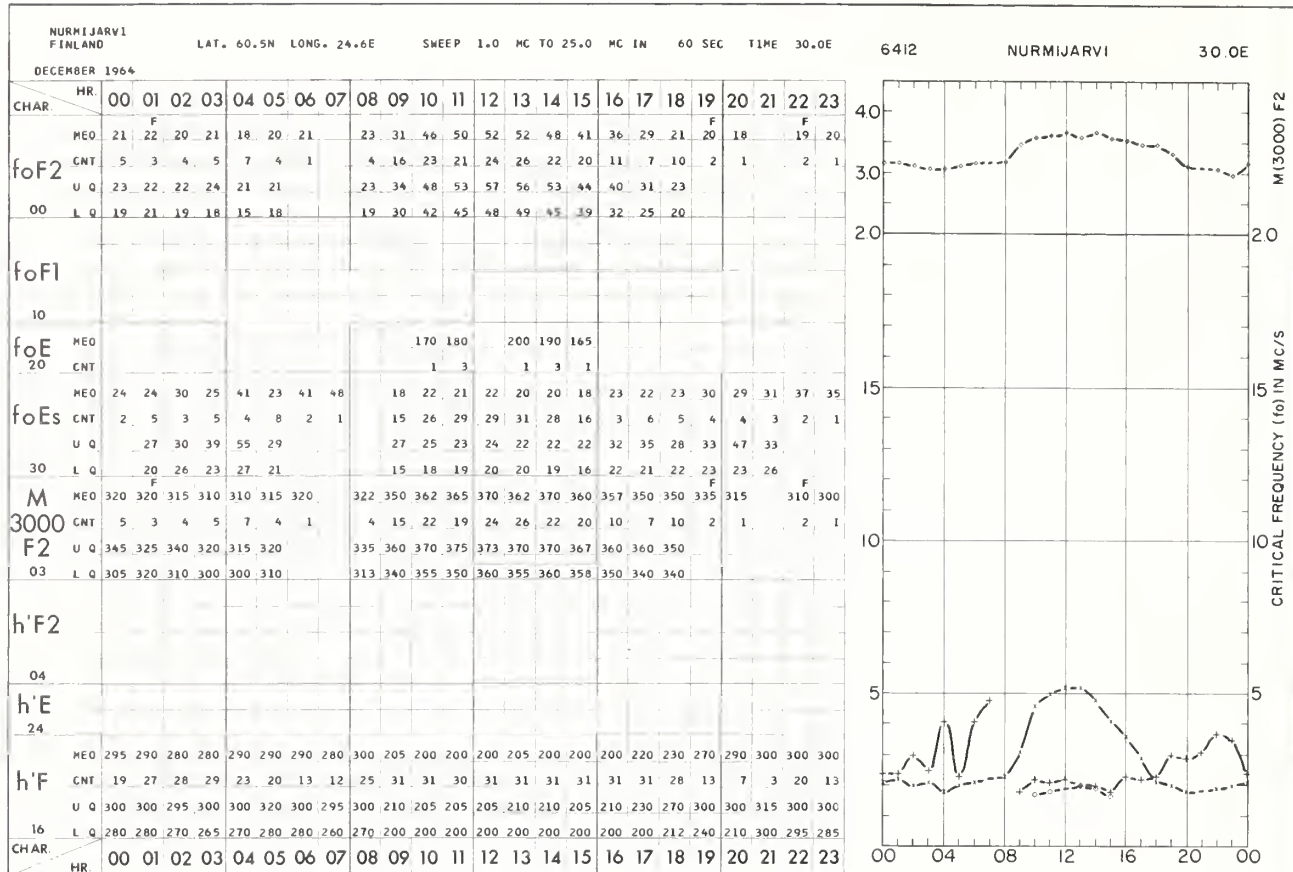 NURMIJARVI
FINLAND LAT. 60.5N LONG. 24.6E SWEEP 1.0 MC TO 25.0 MC IN 60 SEC TIME 30.0E
DECEMBER 1964
CHAR. HR. 00 01 02 03 04 05 06 07 08 09 10 11 12 13 14 15 16 17 18 19 20 21 22 23
F F F
foF2 MED 21 22 20 21 18 20 21 23 31 46 50 52 52 48 41 36 29 21 20 18 19 20
CNT 5 3 4 5 7 4 1 4 16 23 21 24 26 22 20 11 7 10 2 1 2 1
U Q 23 22 22 24 21 21 23 34 48 53 57 56 53 44 40 31 23
00 L Q 19 21 19 18 15 18 19 30 42 45 48 49 45 39 32 25 20
foF1
10
foE MED 170 180 200 190 165
20 CNT 1 3 1 3 1
MED 24 24 30 25 41 23 41 48 18 22 21 22 20 20 18 23 22 23 30 29 31 37 35
foEs CNT 2 5 3 5 4 8 2 1 15 26 29 29 31 28 16 3 6 5 4 4 3 2 1
U Q 27 30 39 55 29 27 25 23 24 22 22 22 32 35 28 33 47 33
30 L Q 20 26 23 27 21 15 18 19 20 20 19 16 22 21 22 23 23 26
F F F
M MED 320 320 315 310 310 315 320 322 350 362 365 370 362 370 360 357 350 350 335 315 310 300
3000 CNT 5 3 4 5 7 4 1 4 15 22 19 24 26 22 20 10 7 10 2 1 2 1
F2 U Q 345 325 340 320 315 320 335 360 370 375 373 370 370 367 360 360 350
03 L Q 305 320 310 300 300 310 313 340 355 350 360 355 360 358 350 340 340
h'F2
04
h'E
24
MED 295 290 280 280 290 290 290 280 300 205 200 200 200 200 200 200 200 220 230 270 290 300 300 300
h'F CNT 19 27 28 29 23 20 13 12 25 31 31 30 31 31 31 31 31 31 28 13 7 3 20 13
U Q 300 300 295 300 300 320 300 295 300 210 205 205 205 210 210 205 210 230 270 300 300 315 300 300
16 L Q 280 280 270 265 270 280 280 260 270 200 200 200 200 200 200 200 200 200 212 240 210 300 295 285
CHAR. HR. 00 01 02 03 04 05 06 07 08 09 10 11 12 13 14 15 16 17 18 19 20 21 22 23
6412 NURMIJARVI 30.0E
4.0
3.0
2.0 2.0
M(3000) F2
15 15
10 10
5 5
CRITICAL FREQUENCY (fo) IN MC/S
00 04 08 12 16 20 00